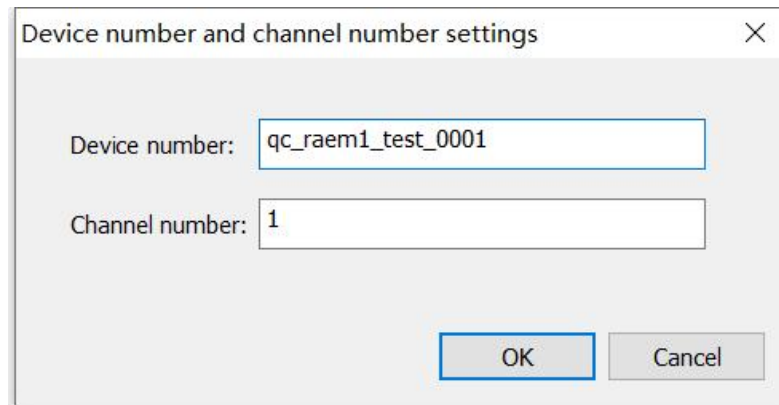 Device number and channel number settings
Device number: qc_raem1_test_0001
Channel number: 1
OK Cancel